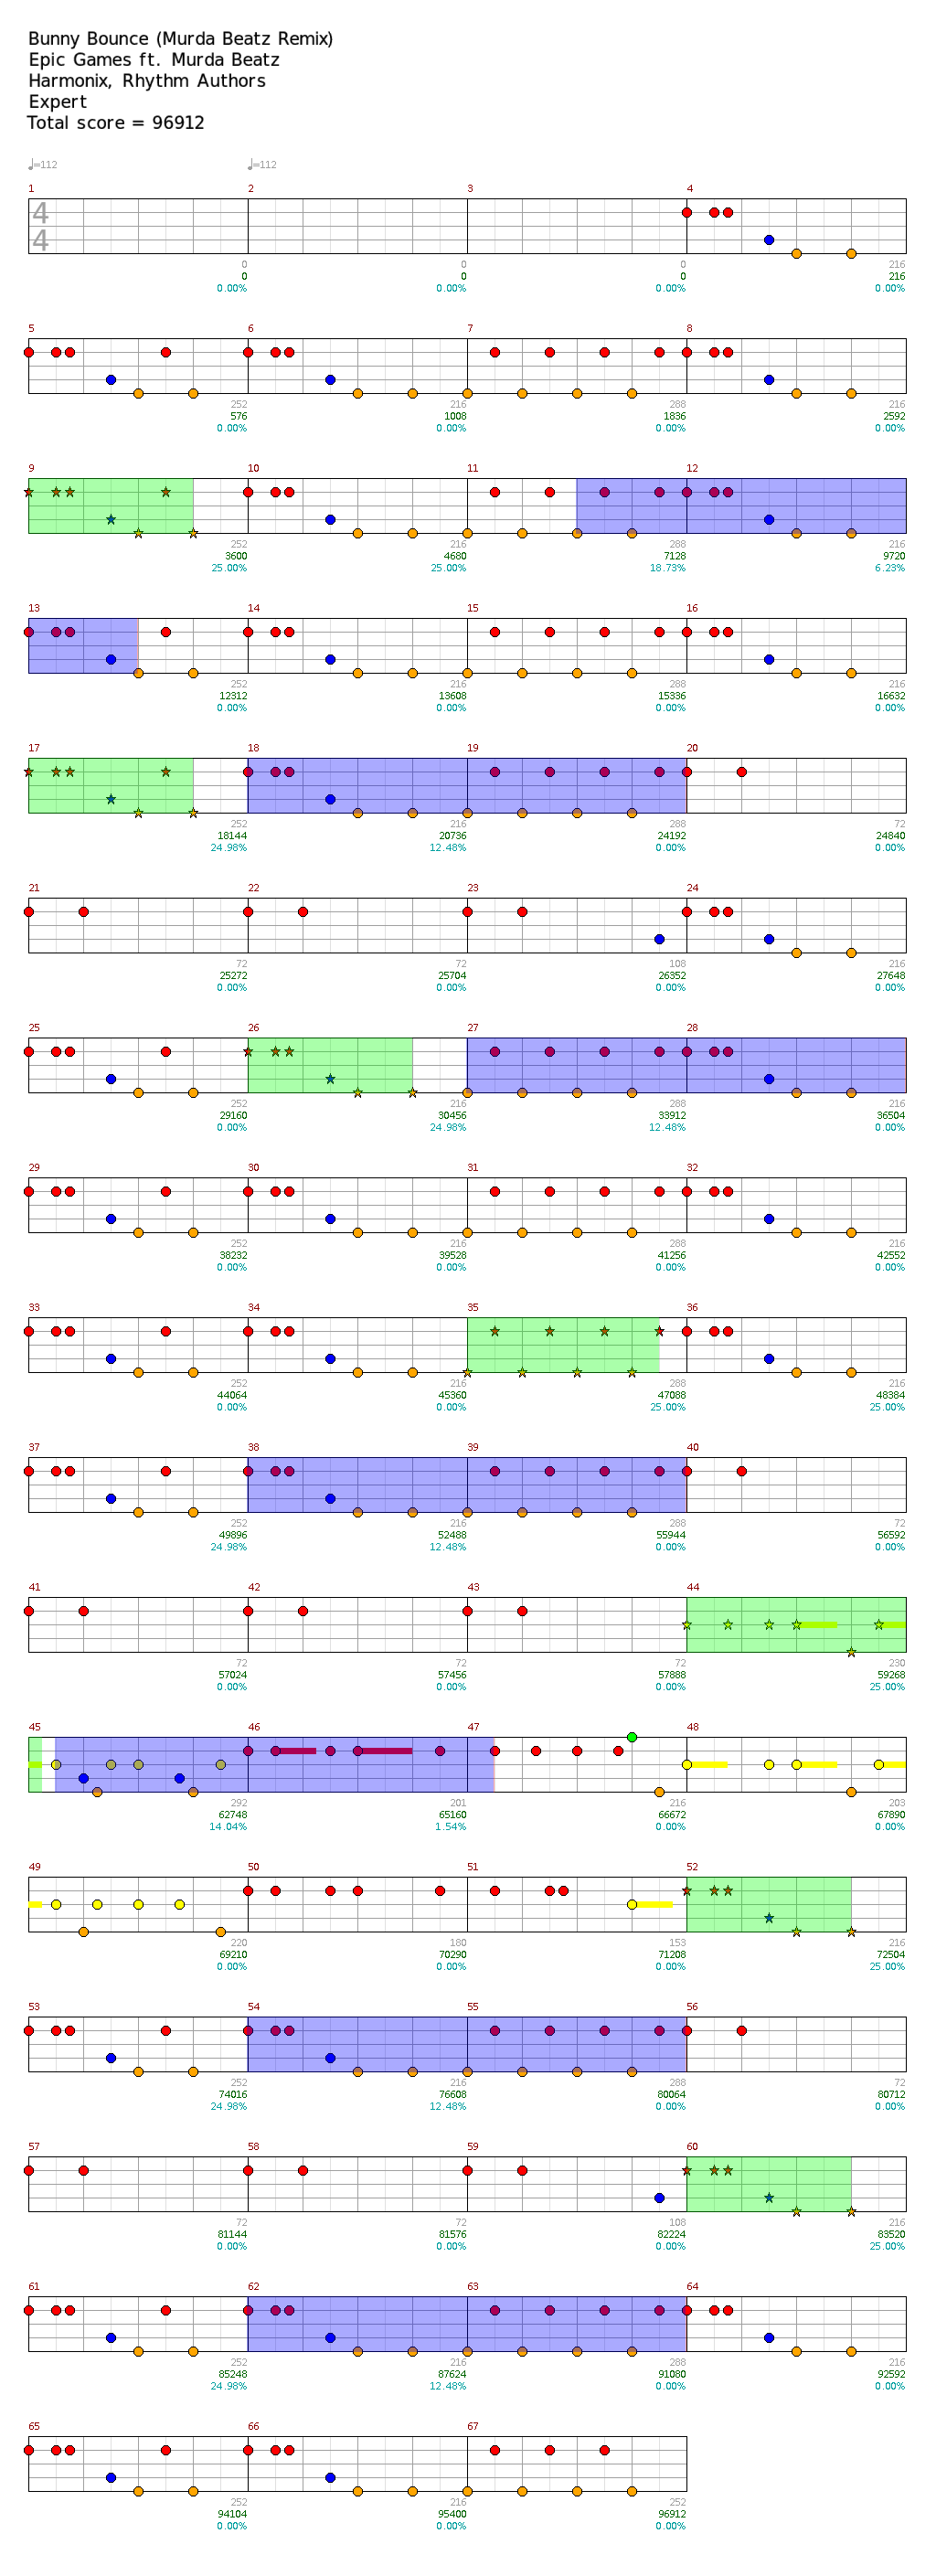 Bunny Bounce (Murda Beatz Remix)
Epic Games ft. Murda Beatz
Harmonix, Rhythm Authors
Expert
Total score = 96912
♩=112 ♩=112
1 2 3 4
4
4
0 0 0 216
0 0 0 216
0.00% 0.00% 0.00% 0.00%
5 6 7 8
252 216 288 216
576 1008 1836 2592
0.00% 0.00% 0.00% 0.00%
9 10 11 12
252 216 288 216
3600 4680 7128 9720
25.00% 25.00% 18.73% 6.23%
13 14 15 16
252 216 288 216
12312 13608 15336 16632
0.00% 0.00% 0.00% 0.00%
17 18 19 20
252 216 288 72
18144 20736 24192 24840
24.98% 12.48% 0.00% 0.00%
21 22 23 24
72 72 108 216
25272 25704 26352 27648
0.00% 0.00% 0.00% 0.00%
25 26 27 28
252 216 288 216
29160 30456 33912 36504
0.00% 24.98% 12.48% 0.00%
29 30 31 32
252 216 288 216
38232 39528 41256 42552
0.00% 0.00% 0.00% 0.00%
33 34 35 36
252 216 288 216
44064 45360 47088 48384
0.00% 0.00% 25.00% 25.00%
37 38 39 40
252 216 288 72
49896 52488 55944 56592
24.98% 12.48% 0.00% 0.00%
41 42 43 44
72 72 72 230
57024 57456 57888 59268
0.00% 0.00% 0.00% 25.00%
45 46 47 48
292 201 216 203
62748 65160 66672 67890
14.04% 1.54% 0.00% 0.00%
49 50 51 52
220 180 153 216
69210 70290 71208 72504
0.00% 0.00% 0.00% 25.00%
53 54 55 56
252 216 288 72
74016 76608 80064 80712
24.98% 12.48% 0.00% 0.00%
57 58 59 60
72 72 108 216
81144 81576 82224 83520
0.00% 0.00% 0.00% 25.00%
61 62 63 64
252 216 288 216
85248 87624 91080 92592
24.98% 12.48% 0.00% 0.00%
65 66 67
252 216 252
94104 95400 96912
0.00% 0.00% 0.00%